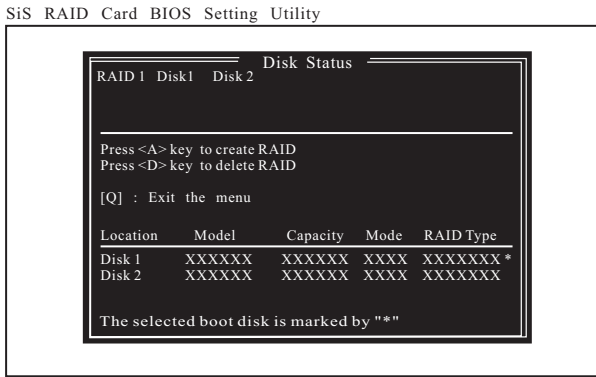 SiS RAID Card BIOS Setting Utility
Disk Status
RAID 1 Disk1 Disk 2
Press <A> key to create RAID
Press <D> key to delete RAID
[Q] : Exit the menu
Location Model Capacity Mode RAID Type
Disk 1 XXXXXX XXXXXX XXXX XXXXXXX *
Disk 2 XXXXXX XXXXXX XXXX XXXXXXX
The selected boot disk is marked by "*"